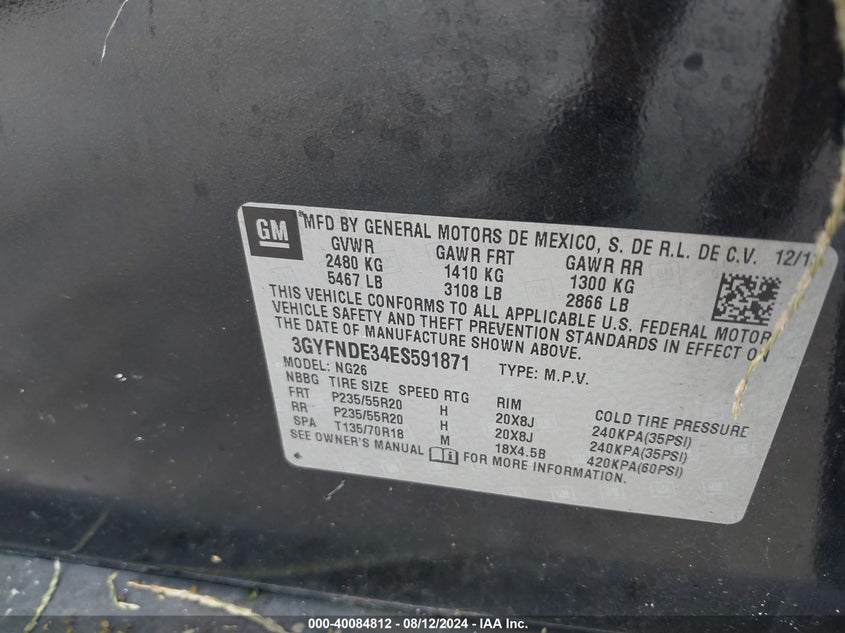 GM
MFD BY GENERAL MOTORS DE MEXICO, S. DE R.L. DE C.V. 12/1
GVWR GAWR FRT GAWR RR
2480 KG 1410 KG 1300 KG
5467 LB 3108 LB 2866 LB
THIS VEHICLE CONFORMS TO ALL APPLICABLE U.S. FEDERAL MOTOR
VEHICLE SAFETY AND THEFT PREVENTION STANDARDS IN EFFECT ON
THE DATE OF MANUFACTURE SHOWN ABOVE.
3GYFNDE34ES591871 TYPE: M.P.V.
MODEL: NG26
NBBG TIRE SIZE SPEED RTG RIM COLD TIRE PRESSURE
FRT P235/55R20 H 20X8J 240KPA(35PSI)
RR P235/55R20 H 20X8J 240KPA(35PSI)
SPA T135/70R18 M 18X4.5B 420KPA(60PSI)
SEE OWNER'S MANUAL FOR MORE INFORMATION.
000-40084812 - 08/12/2024 - IAA Inc.